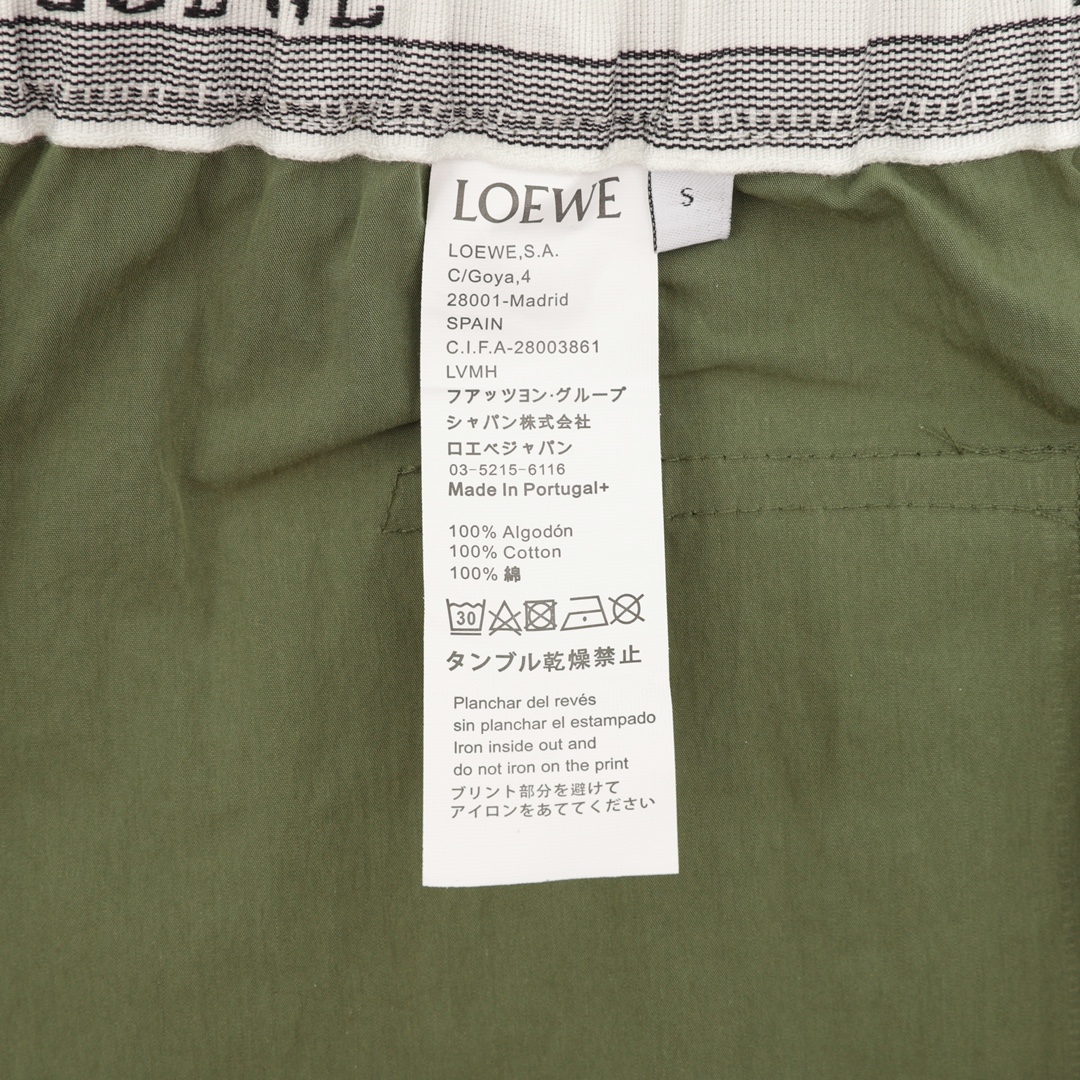 LOEWE
LOEWE
S
LOEWE,S.A.
C/Goya,4
28001-Madrid
SPAIN
C.I.F.A-28003861
LVMH
フアッツヨン·グループ
シャパン株式会社
ロエベジャパン
03-5215-6116
Made In Portugal+
100% Algodón
100% Cotton
100% 綿
30
タンブル乾燥禁止
Planchar del revés
sin planchar el estampado
Iron inside out and
do not iron on the print
プリント部分を避けて
アイロンをあててください